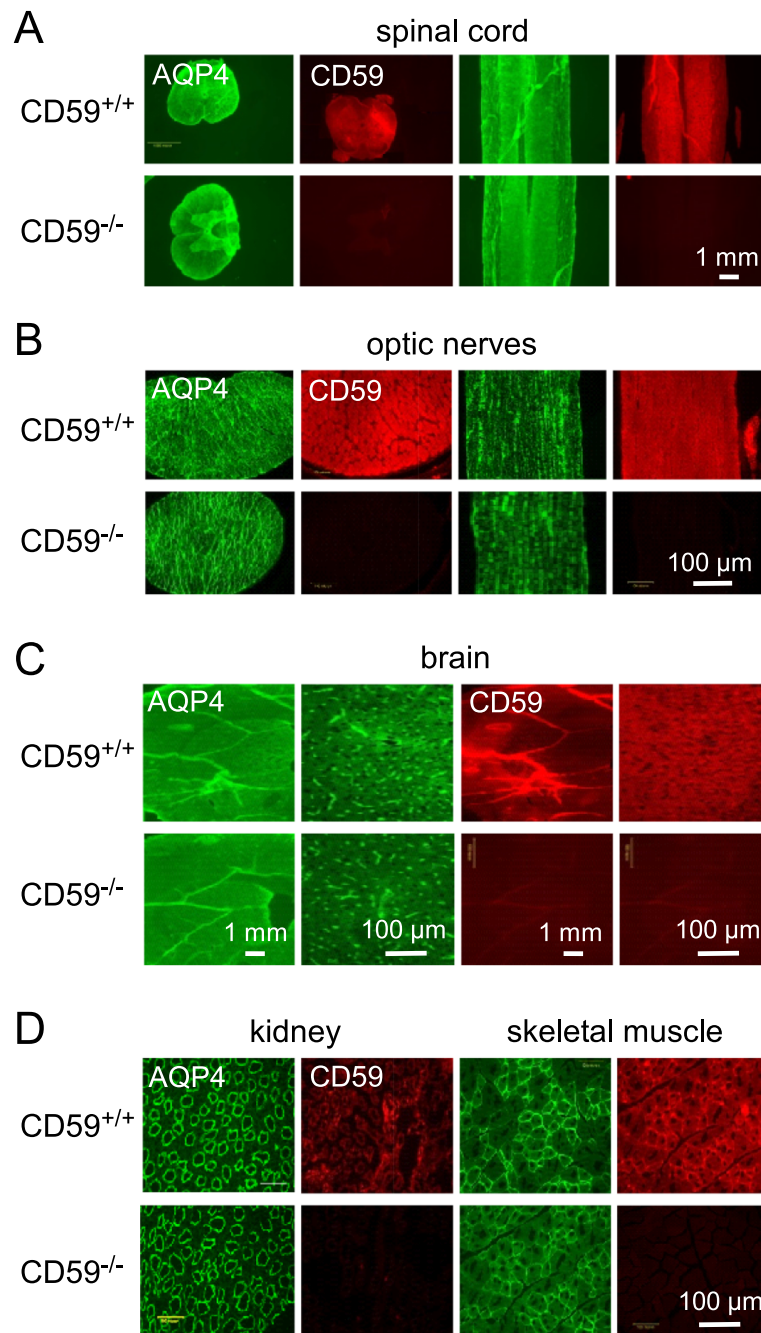 A
spinal cord
AQP4
CD59
CD59+/+
CD59-/-
1 mm
B
optic nerves
AQP4
CD59
CD59+/+
CD59-/-
100 µm
C
brain
AQP4
CD59
CD59+/+
CD59-/-
1 mm
100 µm
1 mm
100 µm
D
kidney
skeletal muscle
AQP4
CD59
CD59+/+
CD59-/-
100 µm